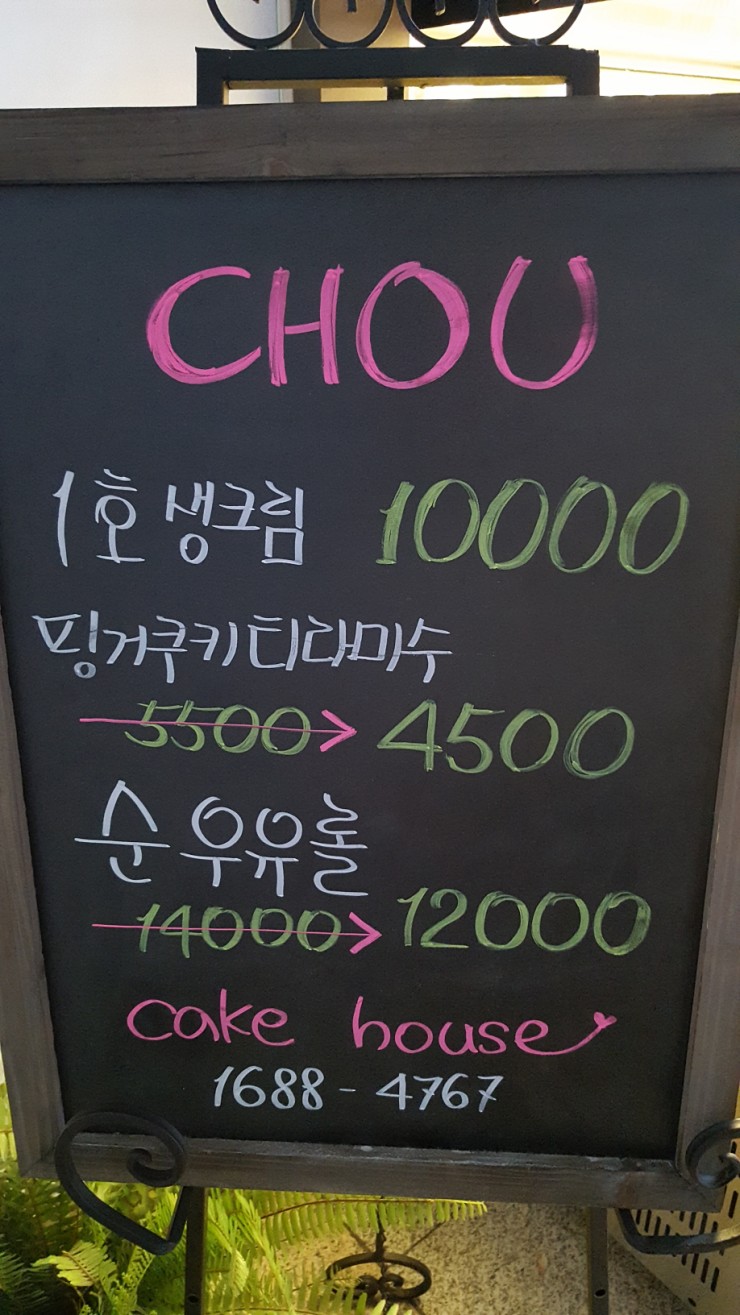 CHOU
1호 생크림 10000
핑거쿠키티라미수
5500 → 4500
순우유롤
14000 → 12000
cake house
1688 - 4767